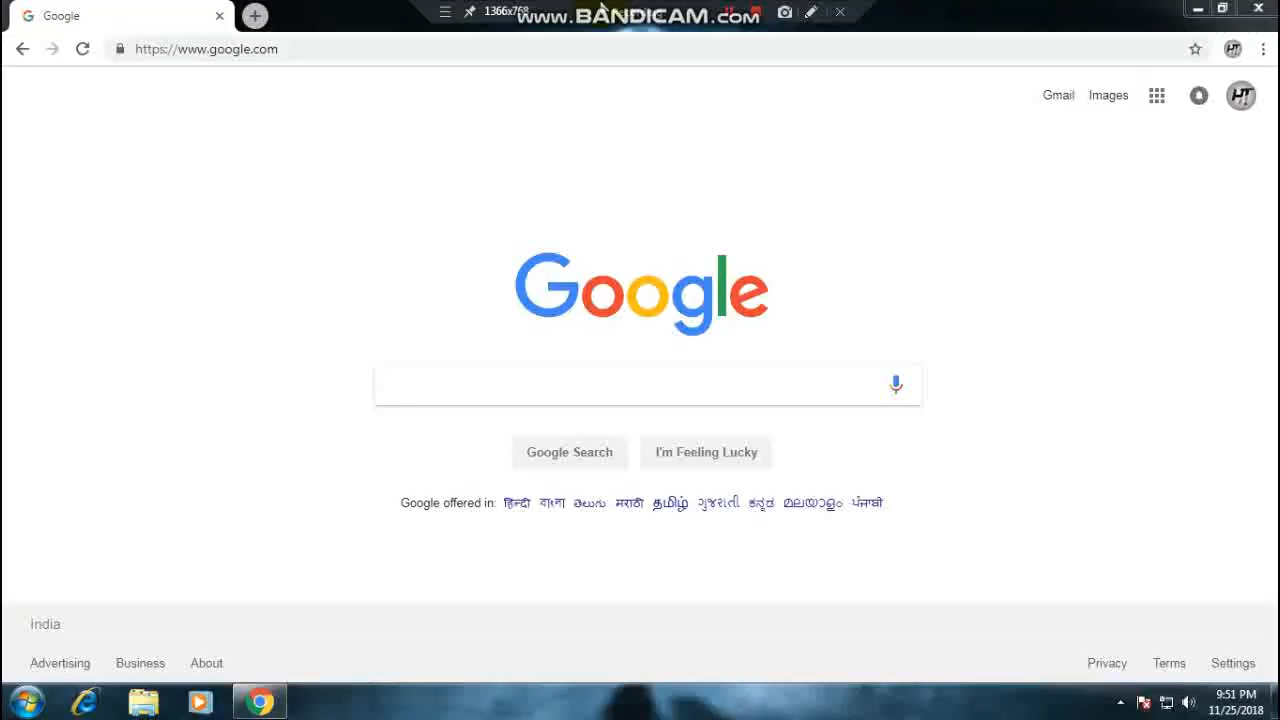 Google
1366x768
www.BANDICAM.com
https://www.google.com
HT
Gmail Images
HT
Google
Google Search I'm Feeling Lucky
Google offered in: हिन्दी বাংলা తెలుగు मराठी தமிழ் ગુજરાતી ಕನ್ನಡ മലയാളം ਪੰਜਾਬੀ
India
Advertising Business About Privacy Terms Settings
9:51 PM
11/25/2018